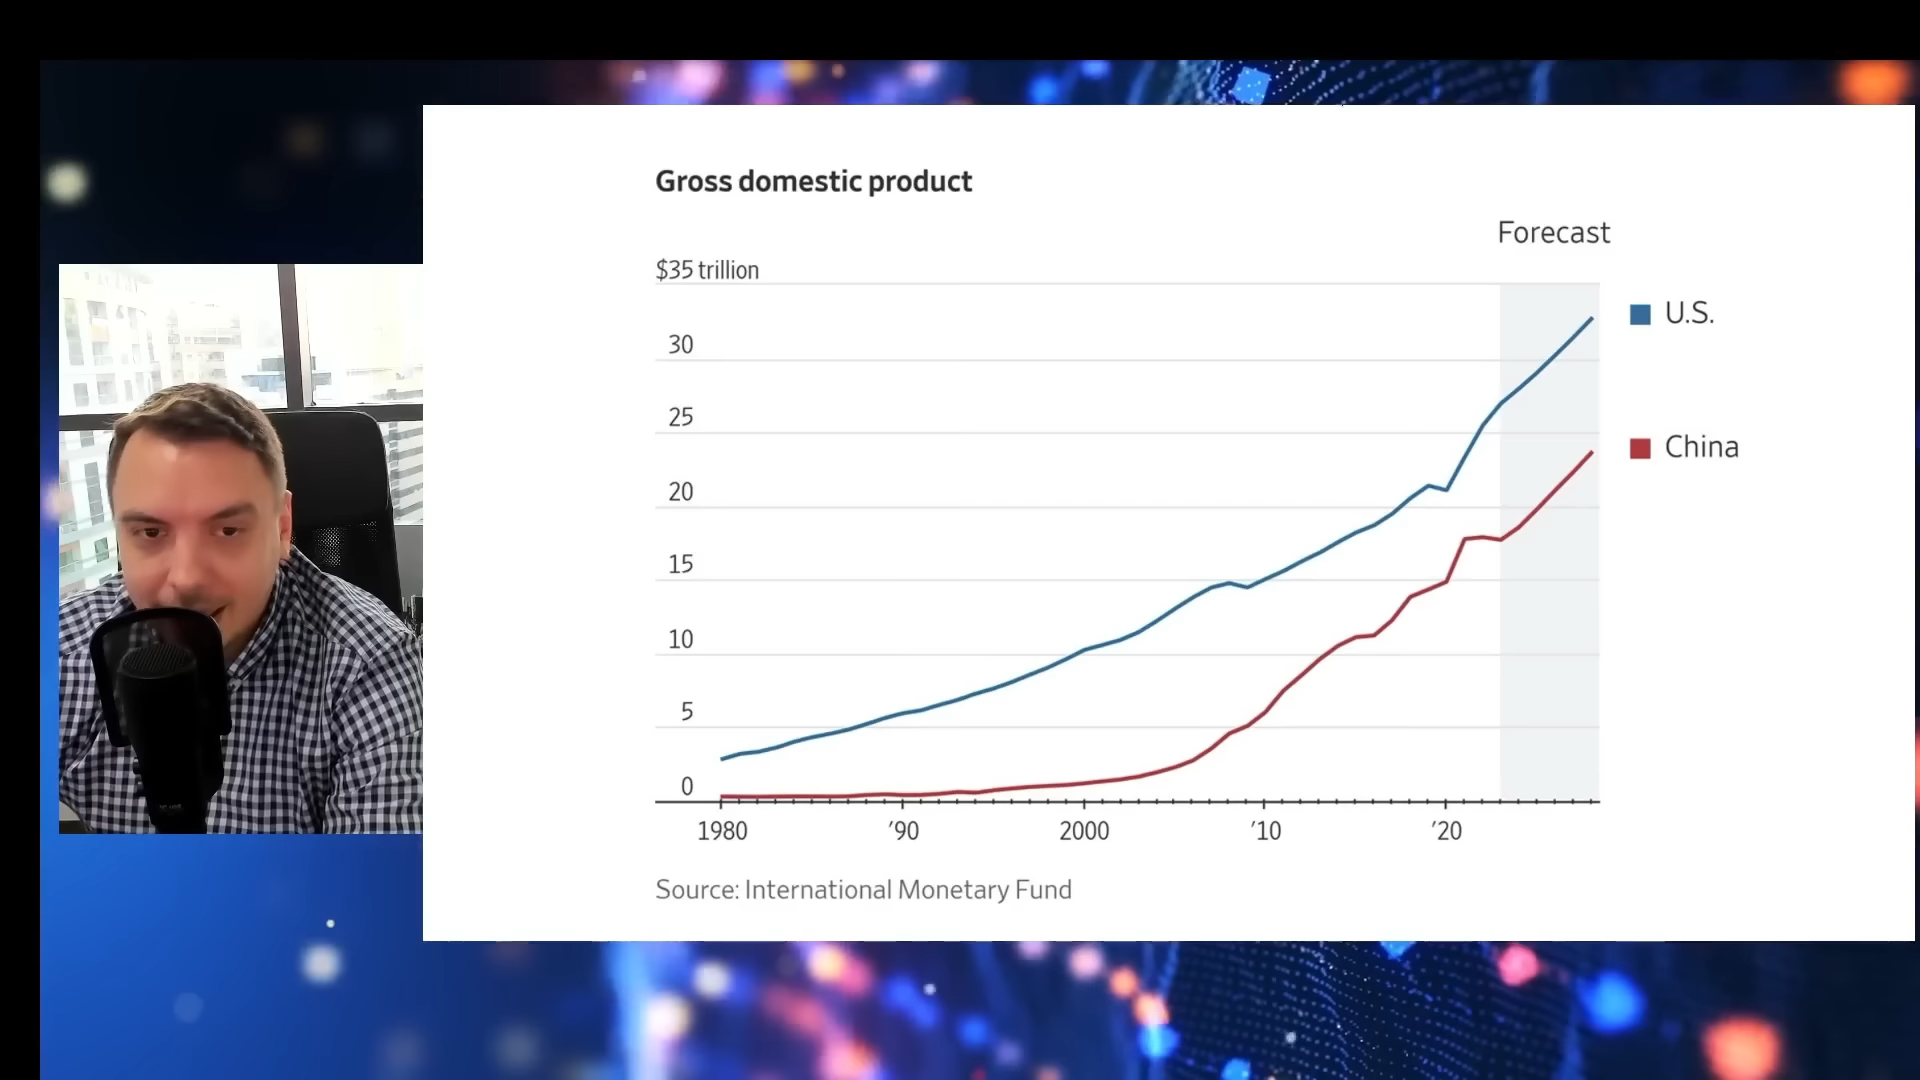 Gross domestic product
Forecast
$35 trillion
U.S.
30
China
25
20
15
10
5
0
1980 '90 2000 '10 '20
Source: International Monetary Fund